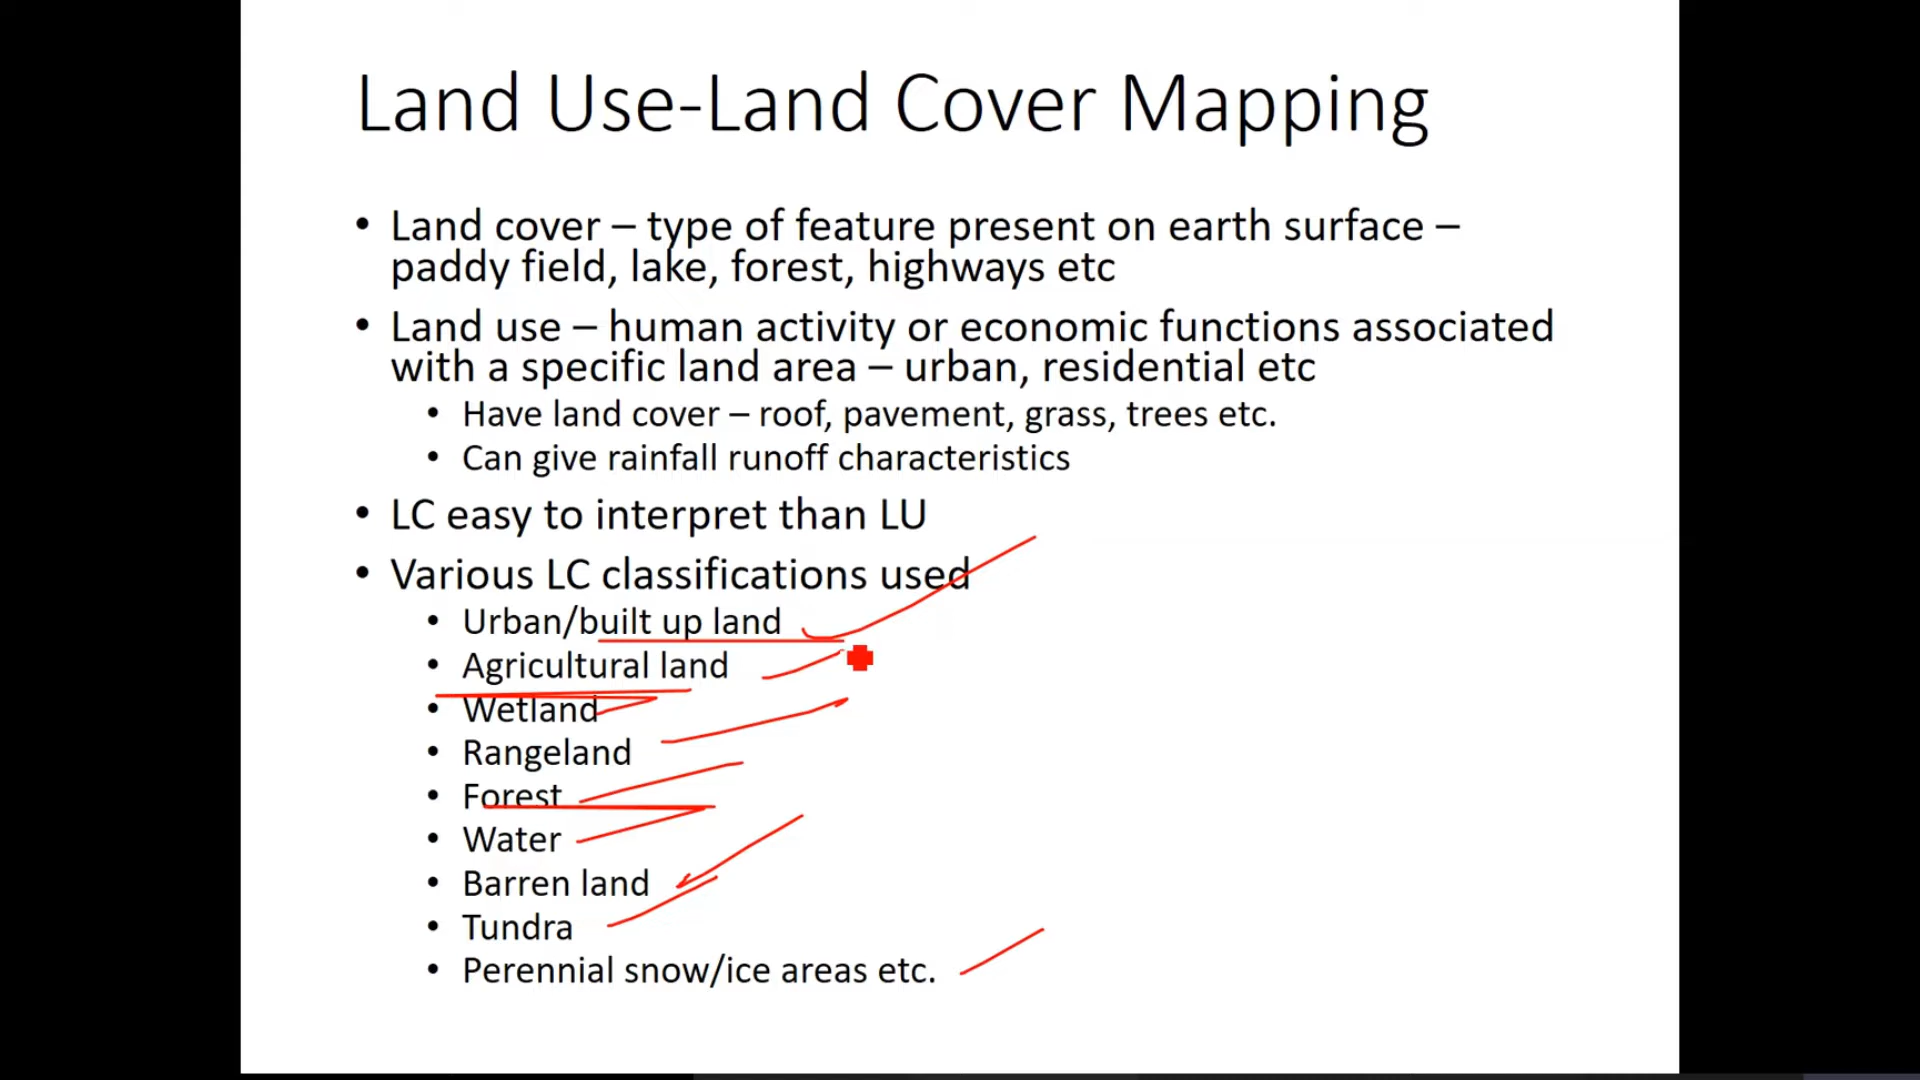 Land Use-Land Cover Mapping
• Land cover – type of feature present on earth surface –
paddy field, lake, forest, highways etc
• Land use – human activity or economic functions associated
with a specific land area – urban, residential etc
• Have land cover – roof, pavement, grass, trees etc.
• Can give rainfall runoff characteristics
• LC easy to interpret than LU
• Various LC classifications used
• Urban/built up land
• Agricultural land
• Wetland
• Rangeland
• Forest
• Water
• Barren land
• Tundra
• Perennial snow/ice areas etc.